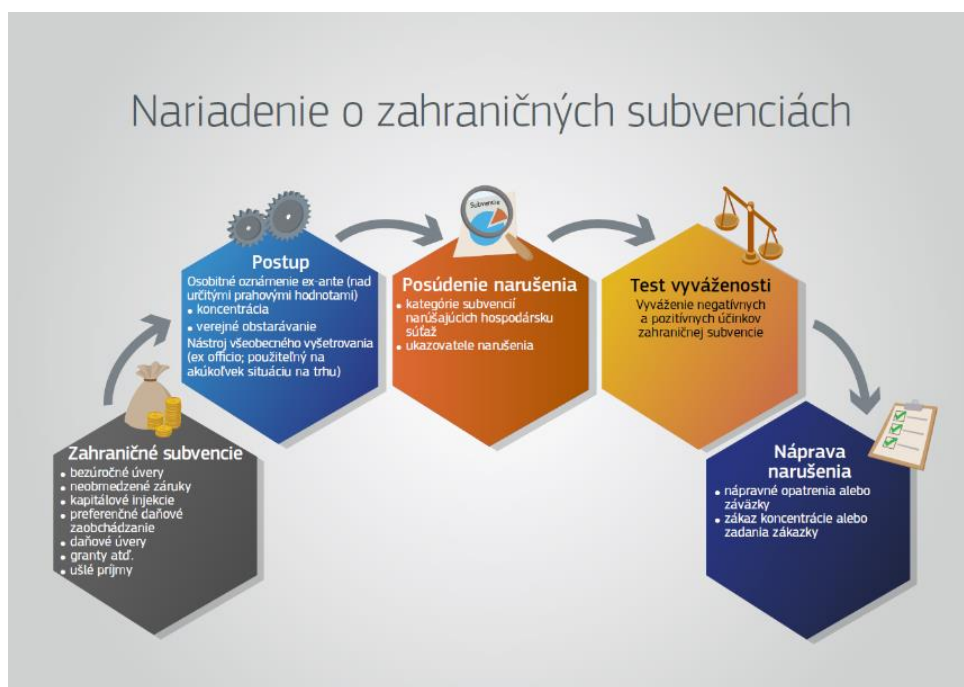 Nariadenie o zahraničných subvenciách
Zahraničné subvencie
• bezúročné úvery
• neobmedzené záruky
• kapitálové injekcie
• preferenčné daňové
zaobchádzanie
• daňové úvery
• granty atď.
• ušlé príjmy
Postup
Osobitné oznámenie ex-ante (nad
určitými prahovými hodnotami)
• koncentrácia
• verejné obstarávanie
Nástroj všeobecného vyšetrovania
(ex officio; použiteľný na
akúkoľvek situáciu na trhu)
Subvencie
Posúdenie narušenia
• kategórie subvencií
narúšajúcich hospodársku
súťaž
• ukazovatele narušenia
Test vyváženosti
Vyváženie negatívnych
a pozitívnych účinkov
zahraničnej subvencie
Náprava
narušenia
• nápravné opatrenia alebo
záväzky
• zákaz koncentrácie alebo
zadania zákazky